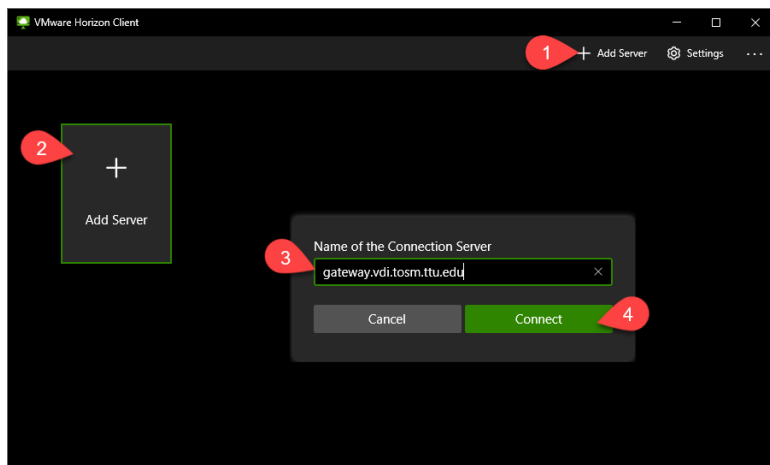 VMware Horizon Client
1 Add Server Settings
2
Add Server
Name of the Connection Server
3 gateway.vdi.tosm.ttu.edu
Cancel Connect 4